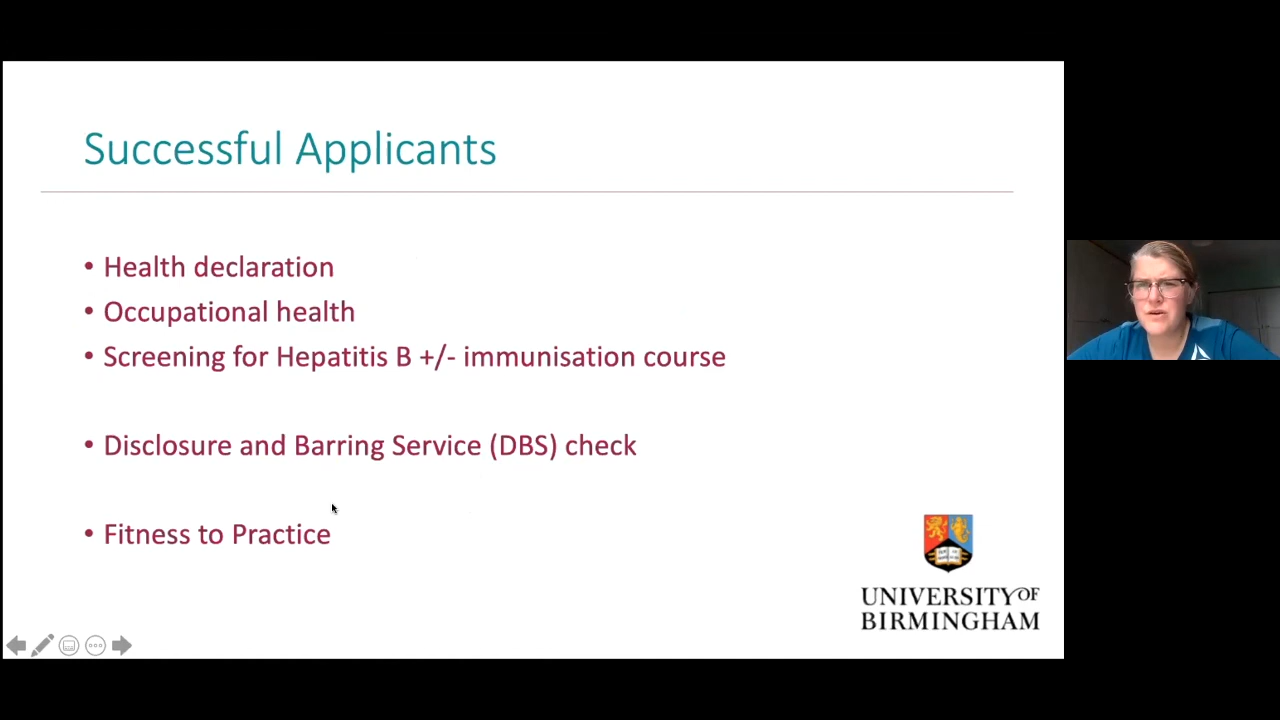 Successful Applicants
• Health declaration
• Occupational health
• Screening for Hepatitis B +/- immunisation course
• Disclosure and Barring Service (DBS) check
• Fitness to Practice
UNIVERSITY OF
BIRMINGHAM